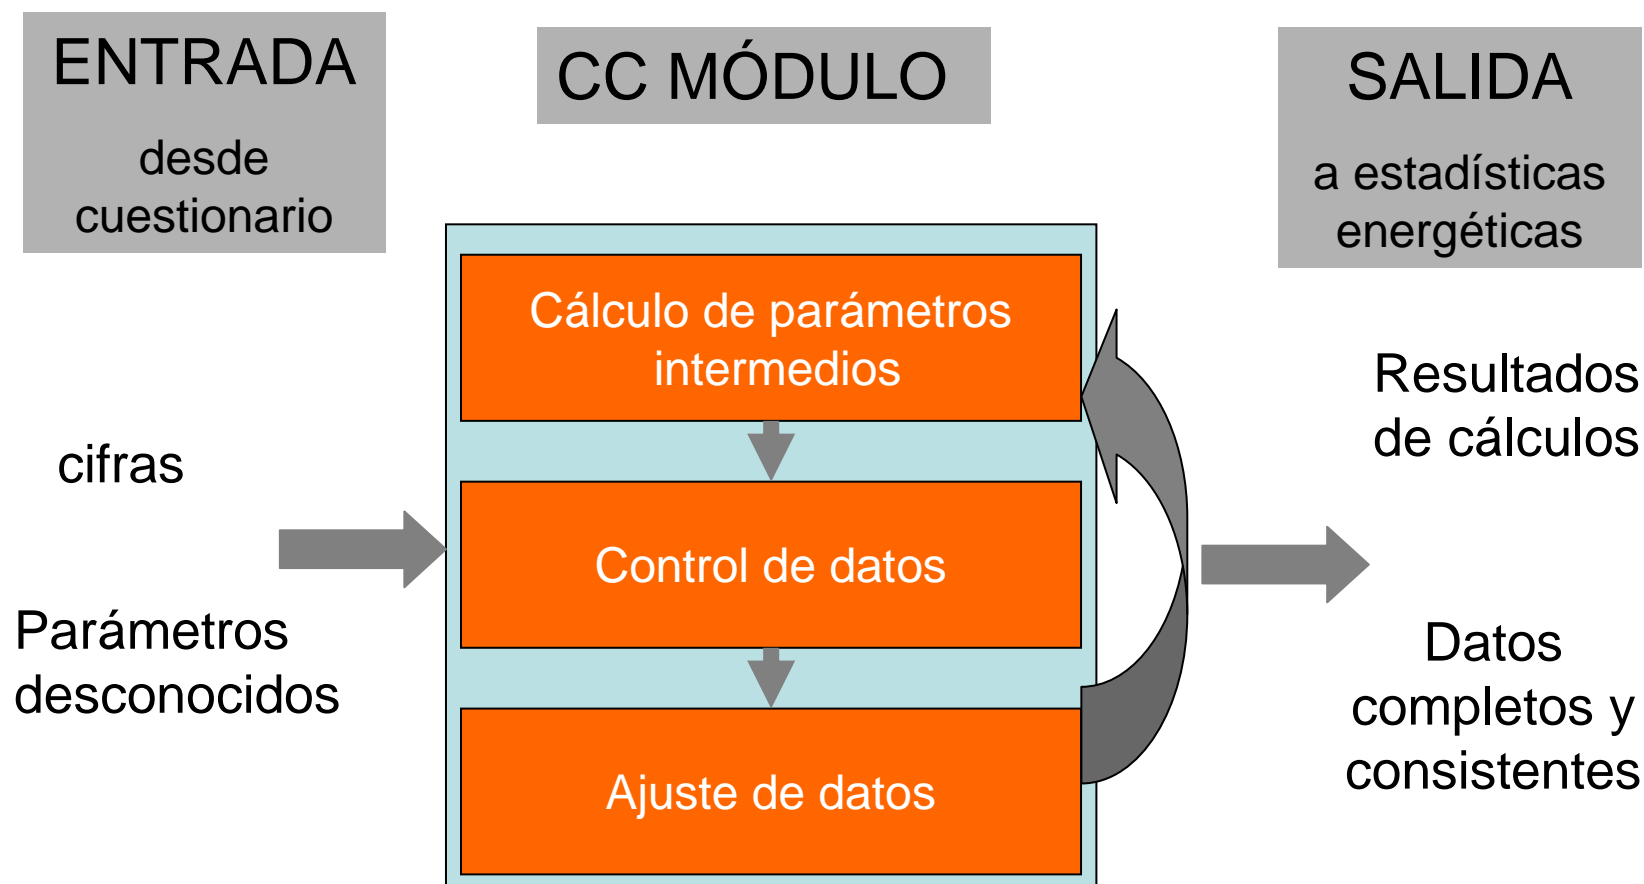 ENTRADA
desde
cuestionario
CC MÓDULO
SALIDA
a estadísticas
energéticas
cifras
Parámetros
desconocidos
Cálculo de parámetros
intermedios
Control de datos
Ajuste de datos
Resultados
de cálculos
Datos
completos y
consistentes